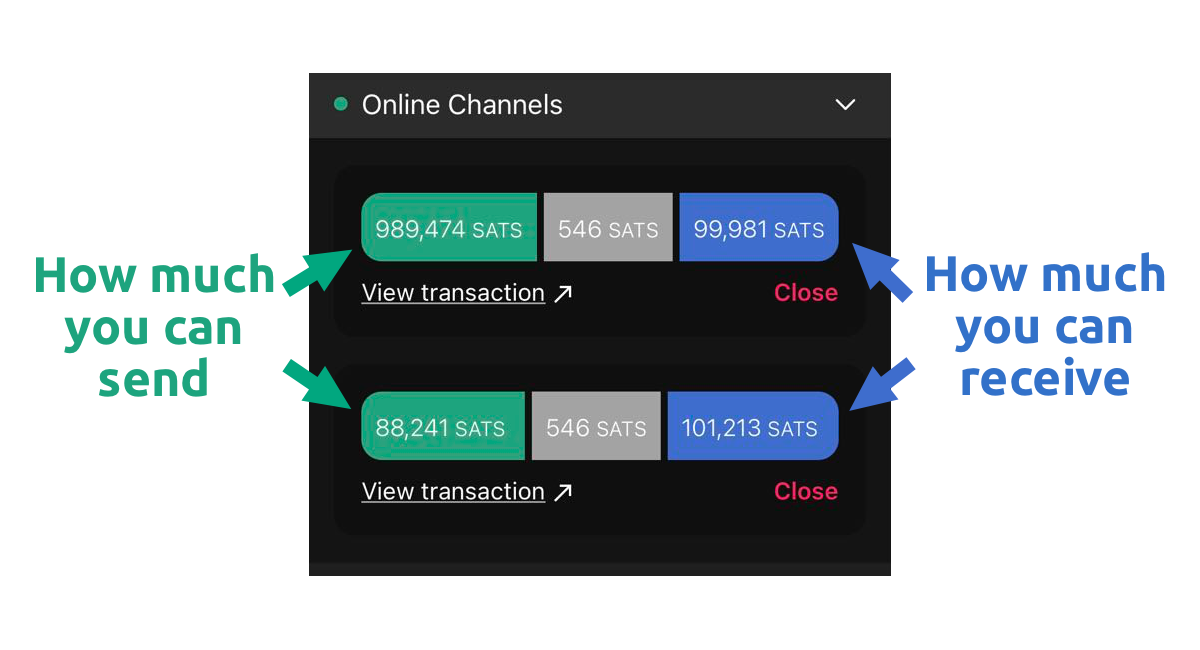 Online Channels
989,474 SATS 546 SATS 99,981 SATS
View transaction Close
How much
you can
send
How much
you can
receive
88,241 SATS 546 SATS 101,213 SATS
View transaction Close